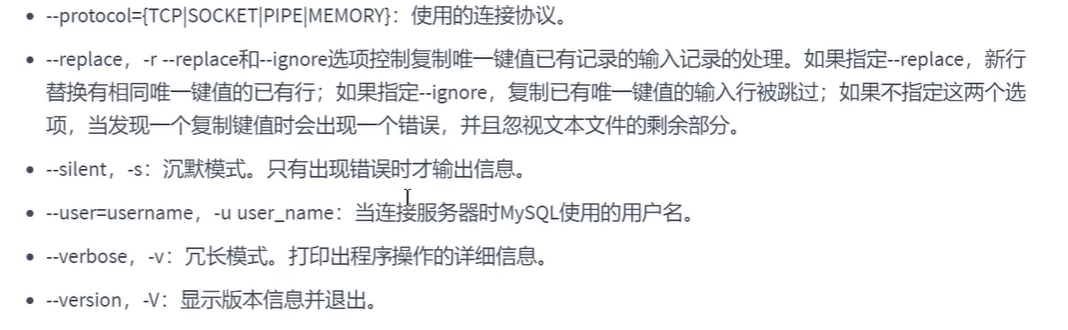 --protocol={TCP|SOCKET|PIPE|MEMORY}：使用的连接协议。
--replace，-r --replace和--ignore选项控制复制唯一键值已有记录的输入记录的处理。如果指定--replace，新行
替换有相同唯一键值的已有行；如果指定--ignore，复制已有唯一键值的输入行被跳过；如果不指定这两个选
项，当发现一个复制键值时会出现一个错误，并且忽视文本文件的剩余部分。
--silent，-s：沉默模式。只有出现错误时才输出信息。
--user=username，-u user_name：当连接服务器时MySQL使用的用户名。
--verbose，-v：冗长模式。打印出程序操作的详细信息。
--version，-V：显示版本信息并退出。